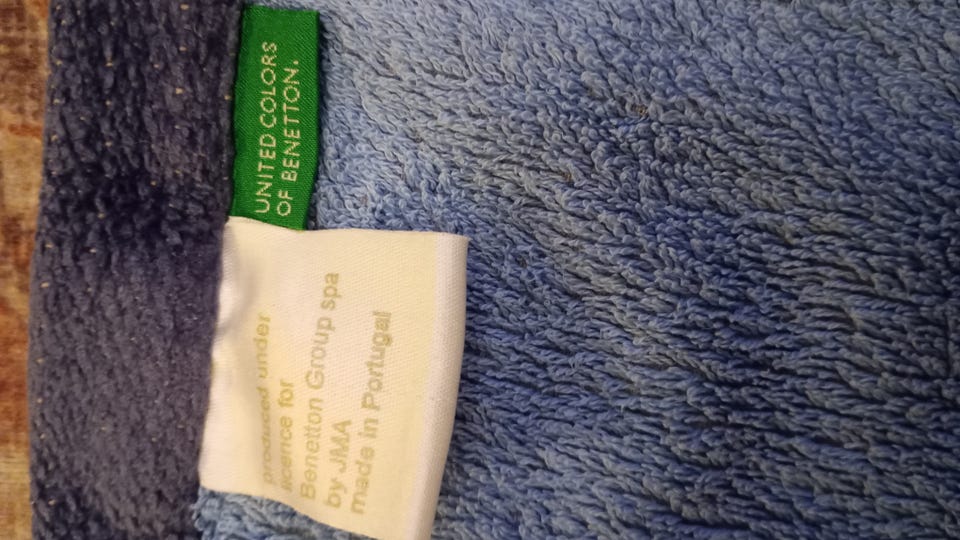 UNITED COLORS
OF BENETTON.
produced under
licence for
Benetton Group spa
by JMA
made in Portugal